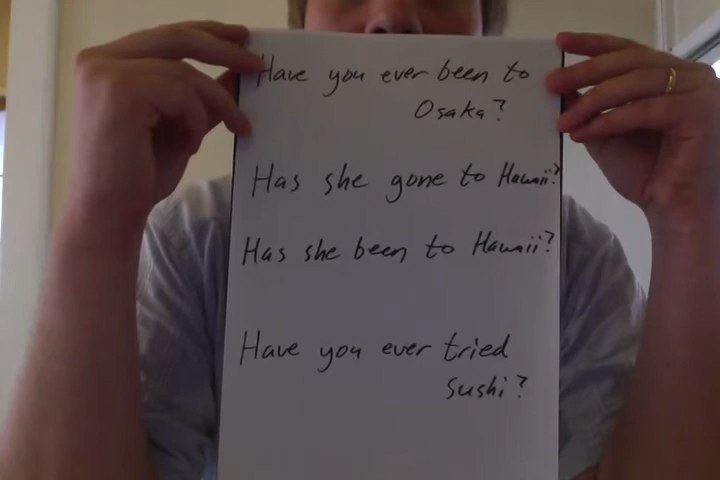 Have you ever been to
Osaka?
Has she gone to Hawaii?
Has she been to Hawaii?
Have you ever tried
sushi?